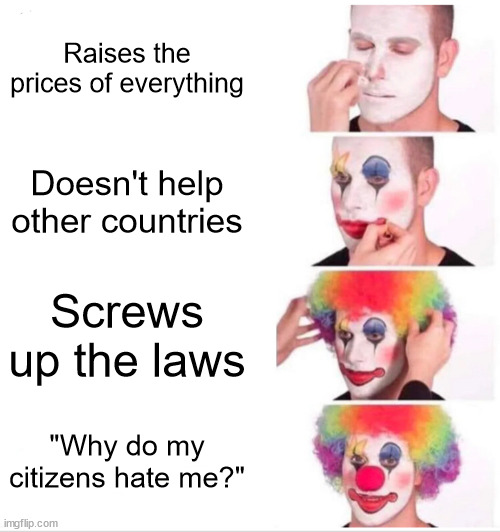 Raises the
prices of everything
Doesn't help
other countries
Screws
up the laws
"Why do my
citizens hate me?"
imgflip.com